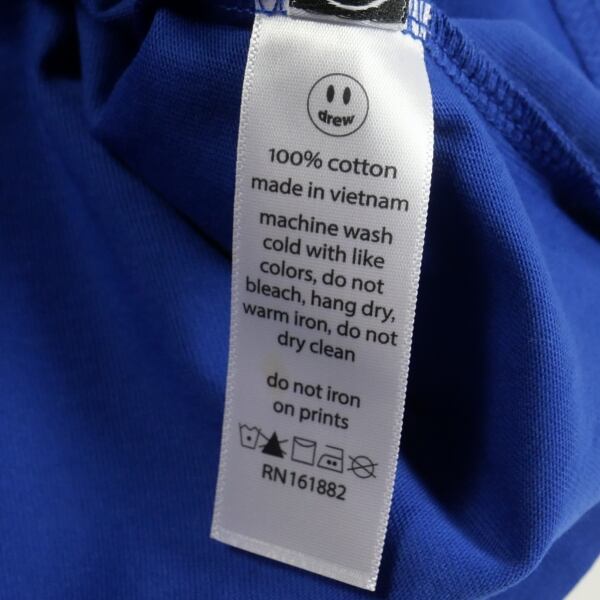 drew
100% cotton
made in vietnam
machine wash
cold with like
colors, do not
bleach, hang dry,
warm iron, do not
dry clean
do not iron
on prints
RN161882